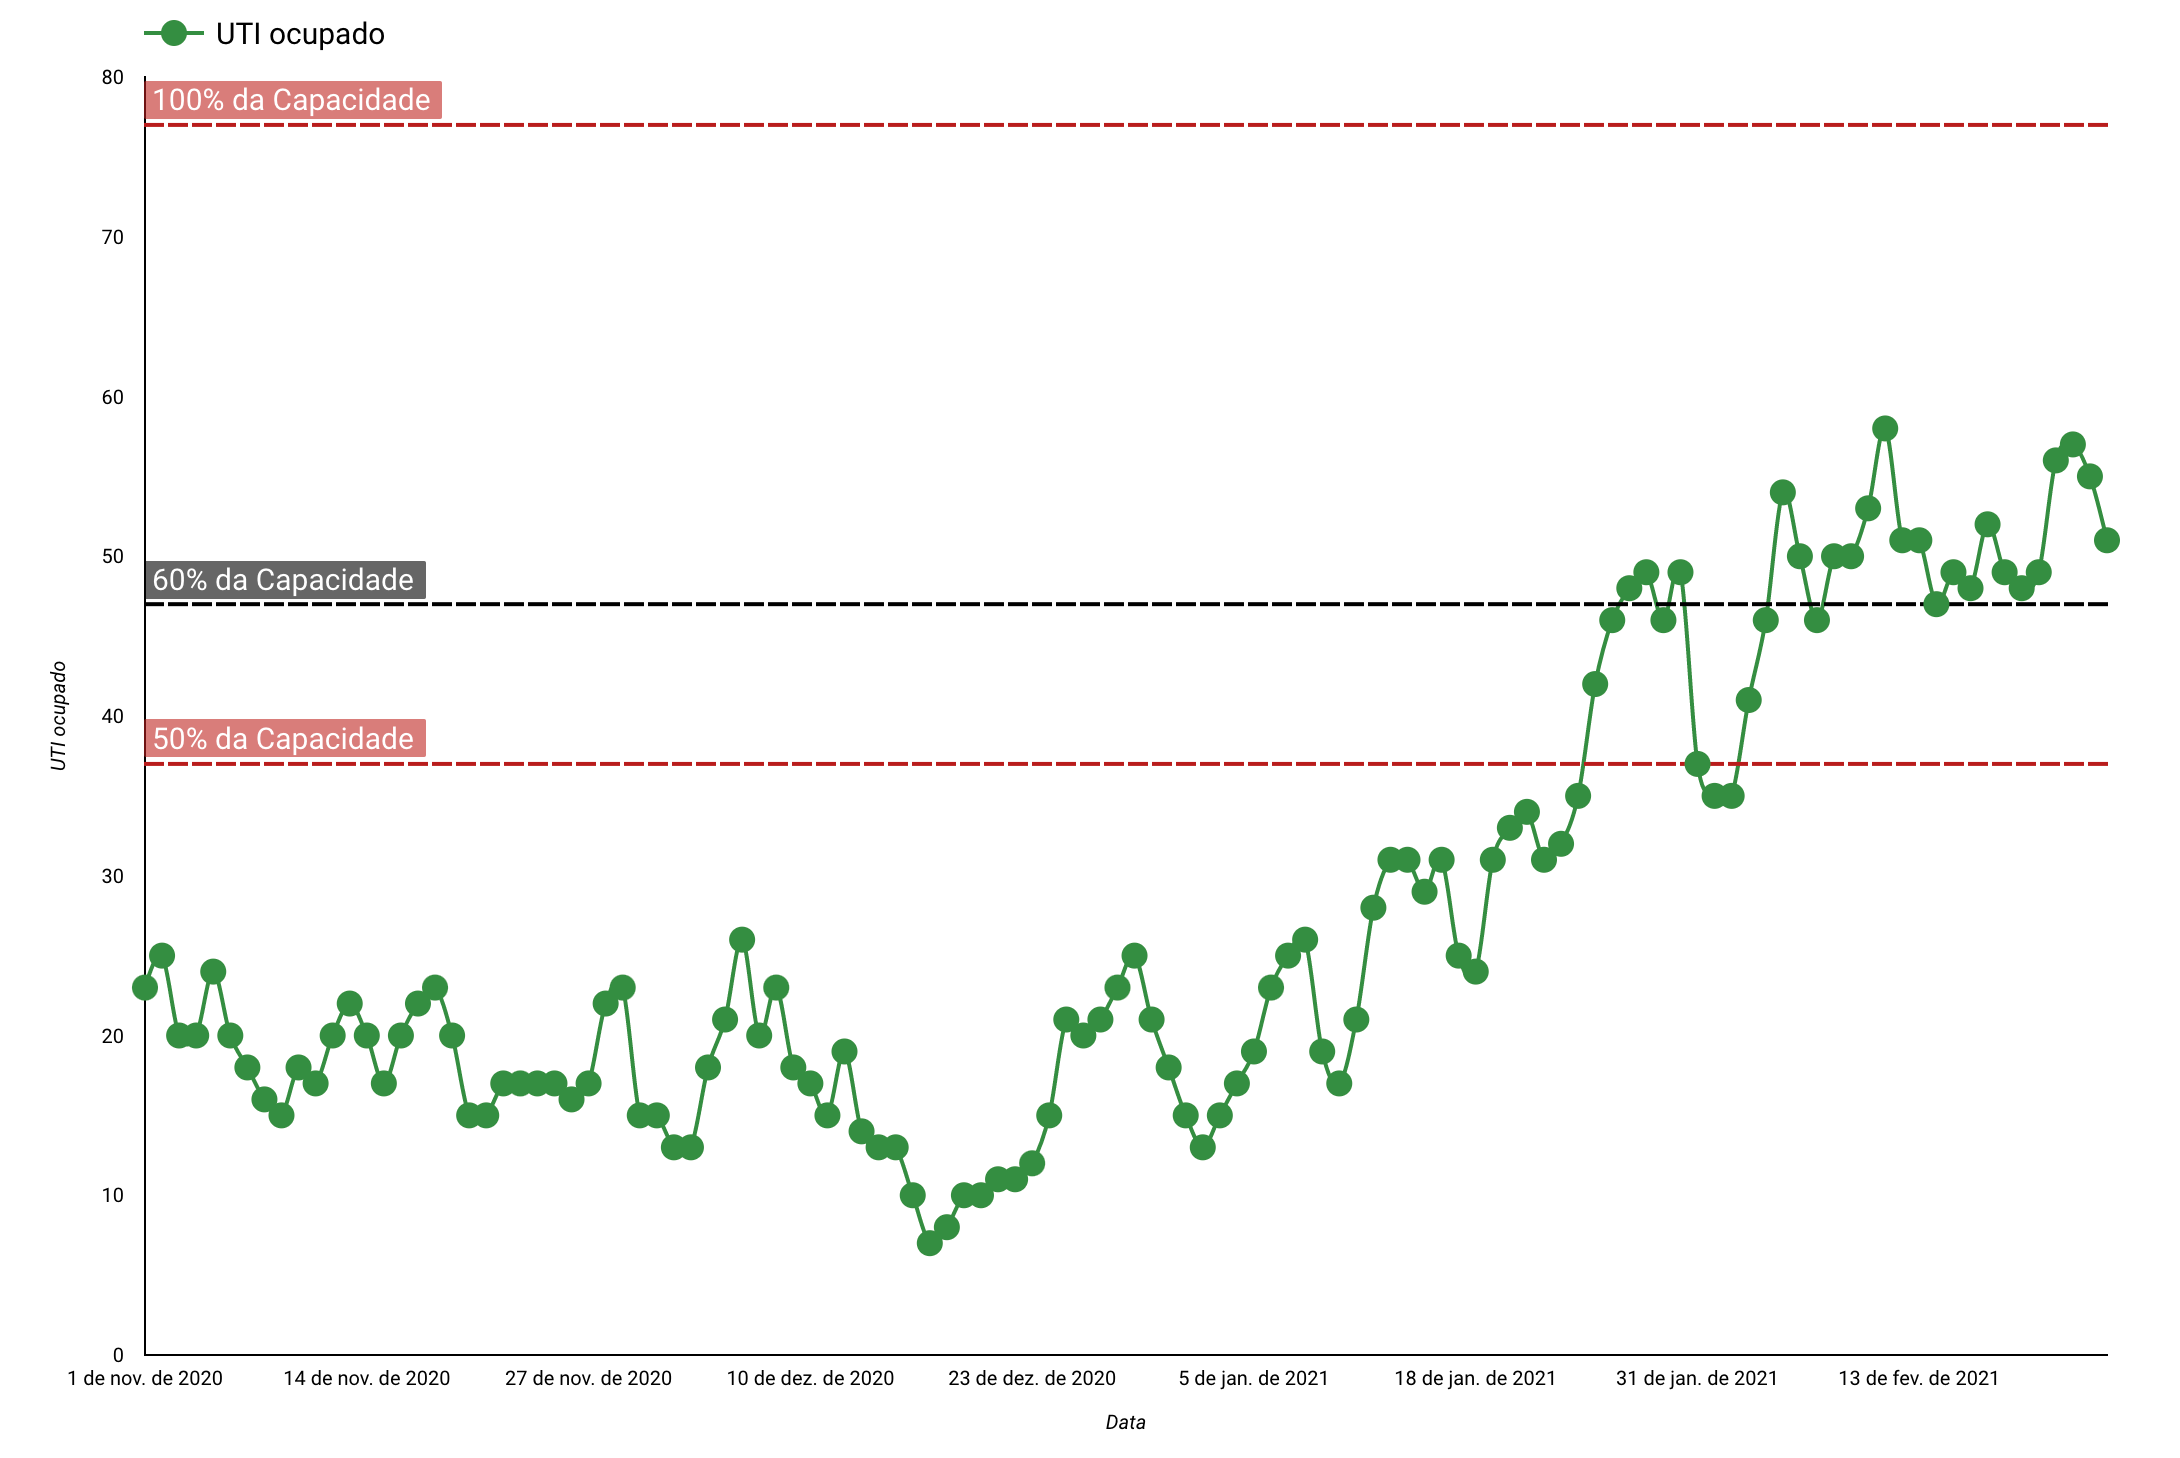 UTI ocupado
80
100% da Capacidade
70
60
50
60% da Capacidade
UTI ocupado
40
50% da Capacidade
30
20
10
0
1 de nov. de 2020 14 de nov. de 2020 27 de nov. de 2020 10 de dez. de 2020 23 de dez. de 2020 5 de jan. de 2021 18 de jan. de 2021 31 de jan. de 2021 13 de fev. de 2021
Data